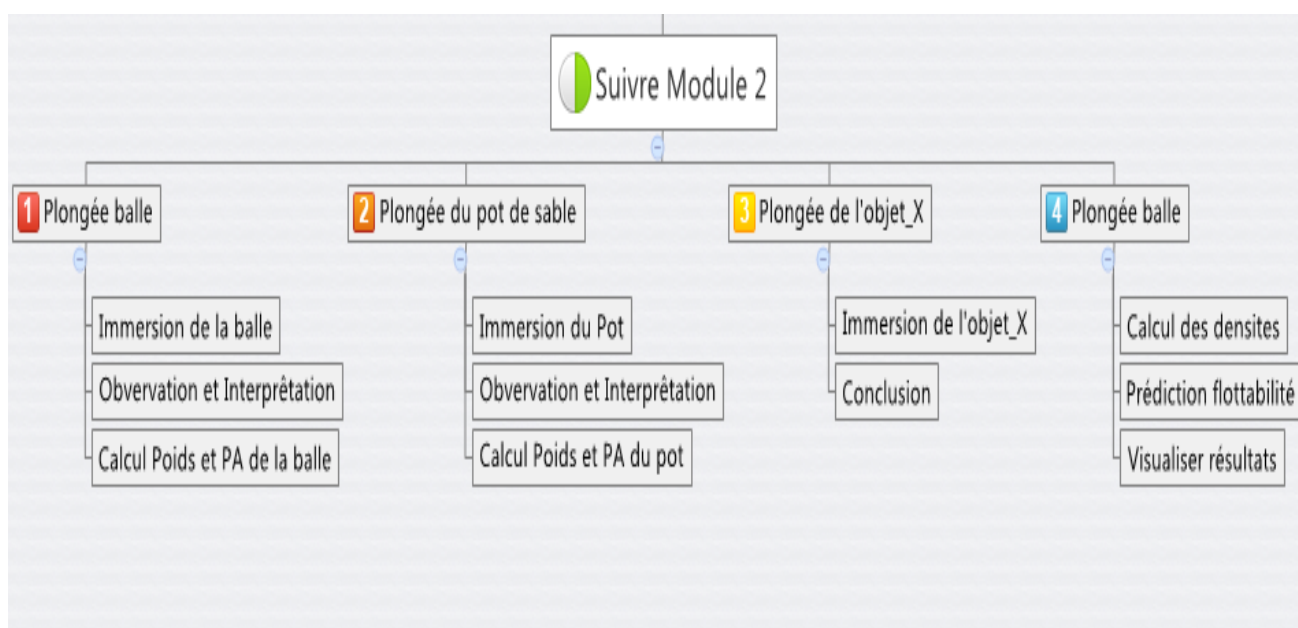 Suivre Module 2
1 Plongée balle
Immersion de la balle
Obvervation et Interprêtation
Calcul Poids et PA de la balle
2 Plongée du pot de sable
Immersion du Pot
Obvervation et Interprêtation
Calcul Poids et PA du pot
3 Plongée de l'objet_X
Immersion de l'objet_X
Conclusion
4 Plongée balle
Calcul des densites
Prédiction flottabilité
Visualiser résultats